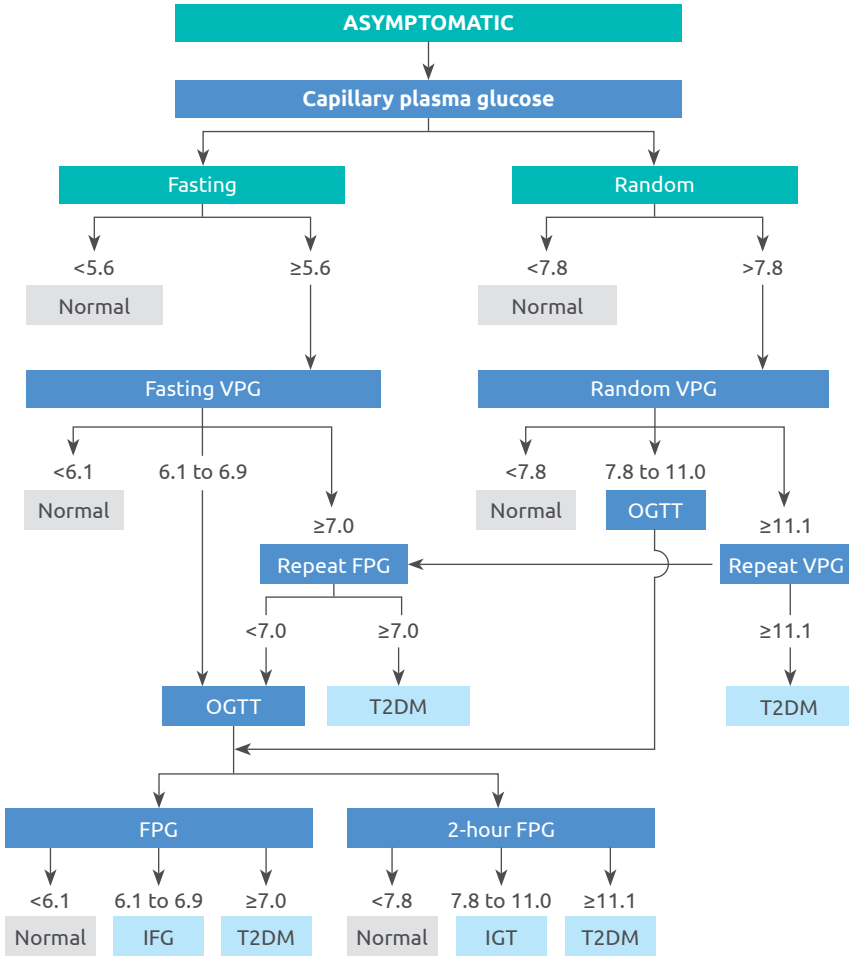 ASYMPTOMATIC
Capillary plasma glucose
Fasting
Random
<5.6
≥5.6
<7.8
>7.8
Normal
Normal
Fasting VPG
Random VPG
<6.1
6.1 to 6.9
<7.8
7.8 to 11.0
Normal
Normal
OGTT
≥7.0
≥11.1
Repeat FPG
Repeat VPG
<7.0
≥7.0
≥11.1
OGTT
T2DM
T2DM
FPG
2-hour FPG
<6.1
6.1 to 6.9
≥7.0
<7.8
7.8 to 11.0
≥11.1
Normal
IFG
T2DM
Normal
IGT
T2DM